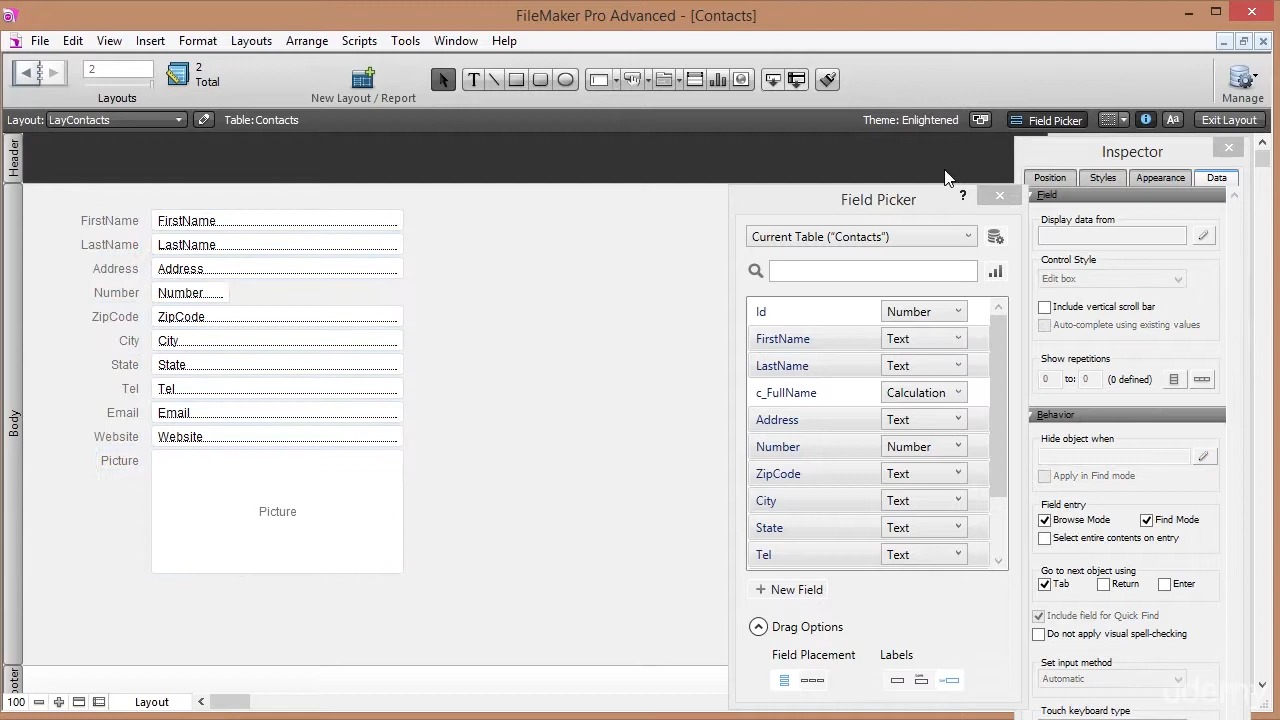 FileMaker Pro Advanced - [Contacts]
File Edit View Insert Format Layouts Arrange Scripts Tools Window Help
2
2
Total
Layouts
New Layout / Report
Manage
Layout: LayContacts
Table: Contacts
Theme: Enlightened
Field Picker
Aa
Exit Layout
Header
Body
Footer
FirstName FirstName
LastName LastName
Address Address
Number Number
ZipCode ZipCode
City City
State State
Tel Tel
Email Email
Website Website
Picture
Picture
Field Picker
?
Current Table ("Contacts")
Id Number
FirstName Text
LastName Text
c_FullName Calculation
Address Text
Number Number
ZipCode Text
City Text
State Text
Tel Text
+ New Field
Drag Options
Field Placement Labels
Inspector
Position Styles Appearance Data
Field
Display data from
Control Style
Edit box
Include vertical scroll bar
Auto-complete using existing values
Show repetitions
0 to: 0 (0 defined)
Behavior
Hide object when
Apply in Find mode
Field entry
Browse Mode Find Mode
Select entire contents on entry
Go to next object using
Tab Return Enter
Include field for Quick Find
Do not apply visual spell-checking
Set input method
Automatic
Touch keyboard type
100
Layout
udemy